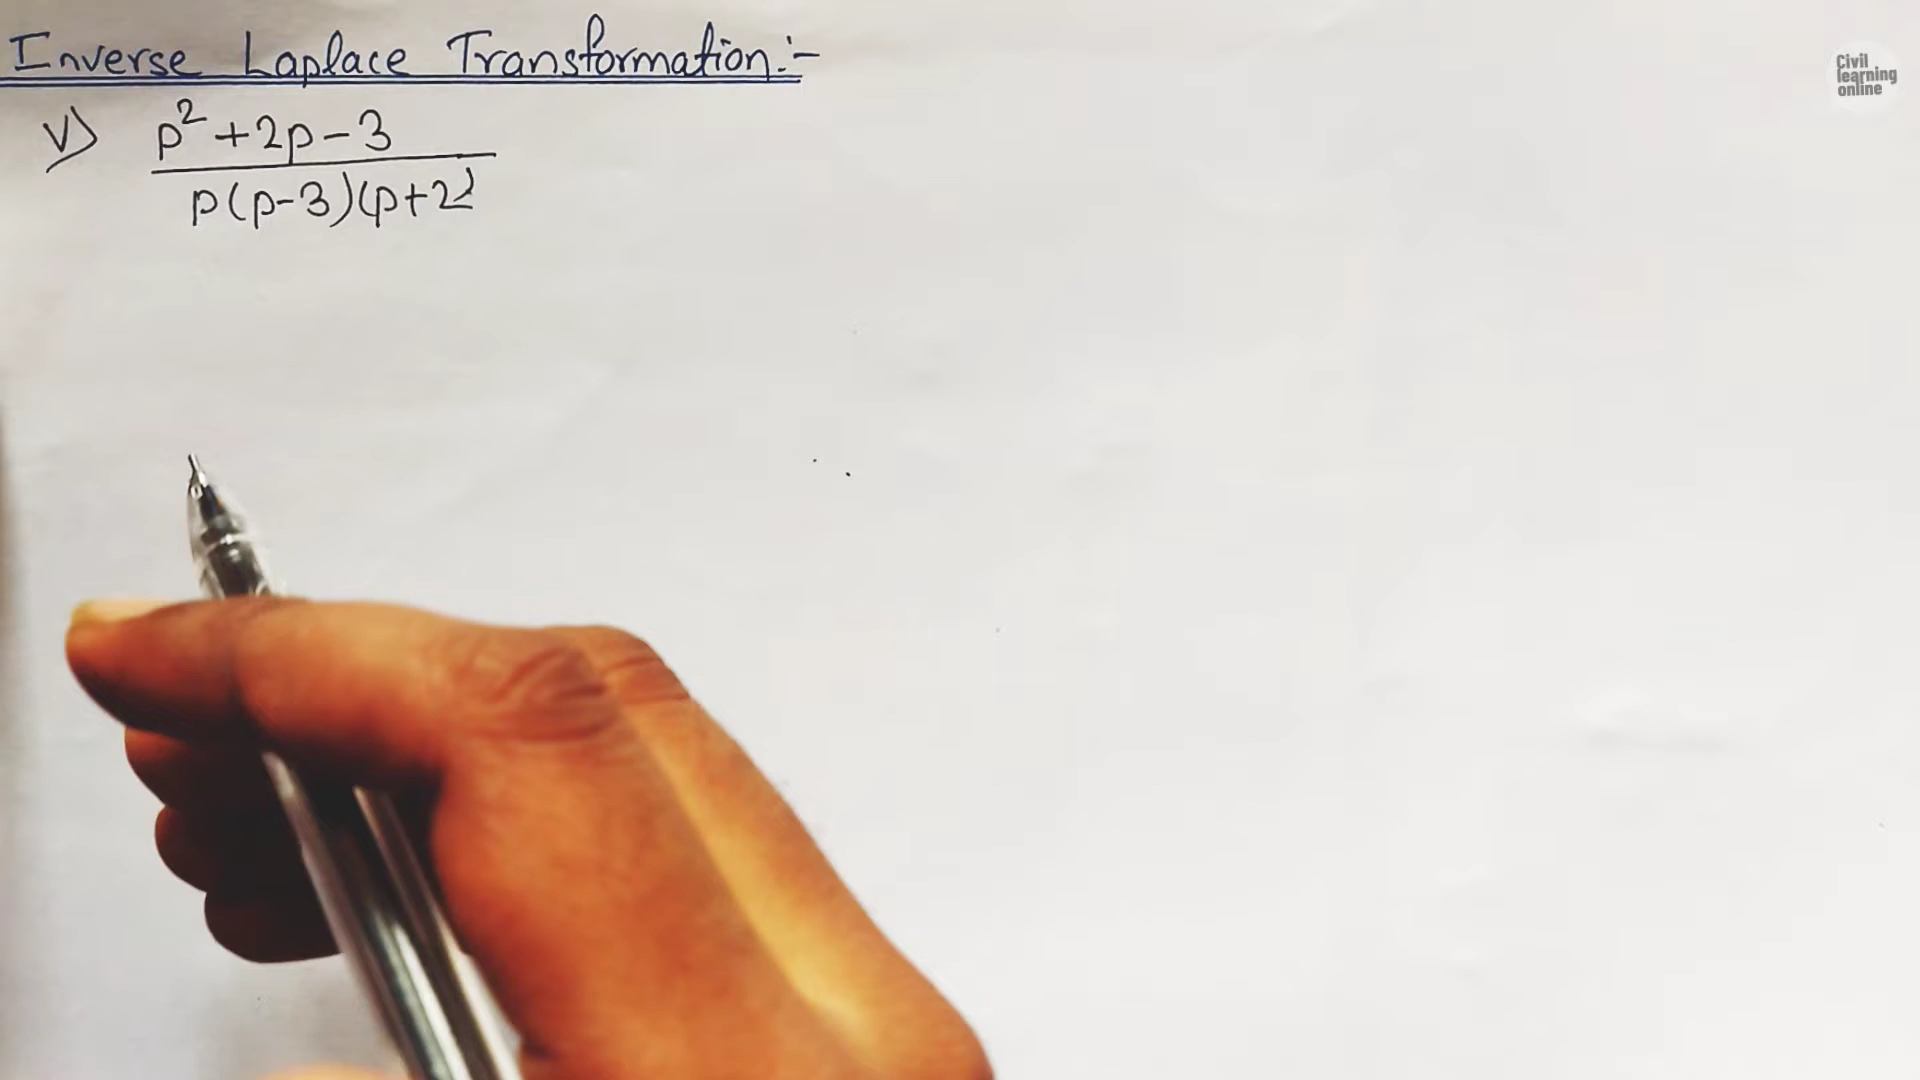 Inverse Laplace Transformation:-
V) p²+2p-3
p(p-3)(p+2)
Civil
learning
online